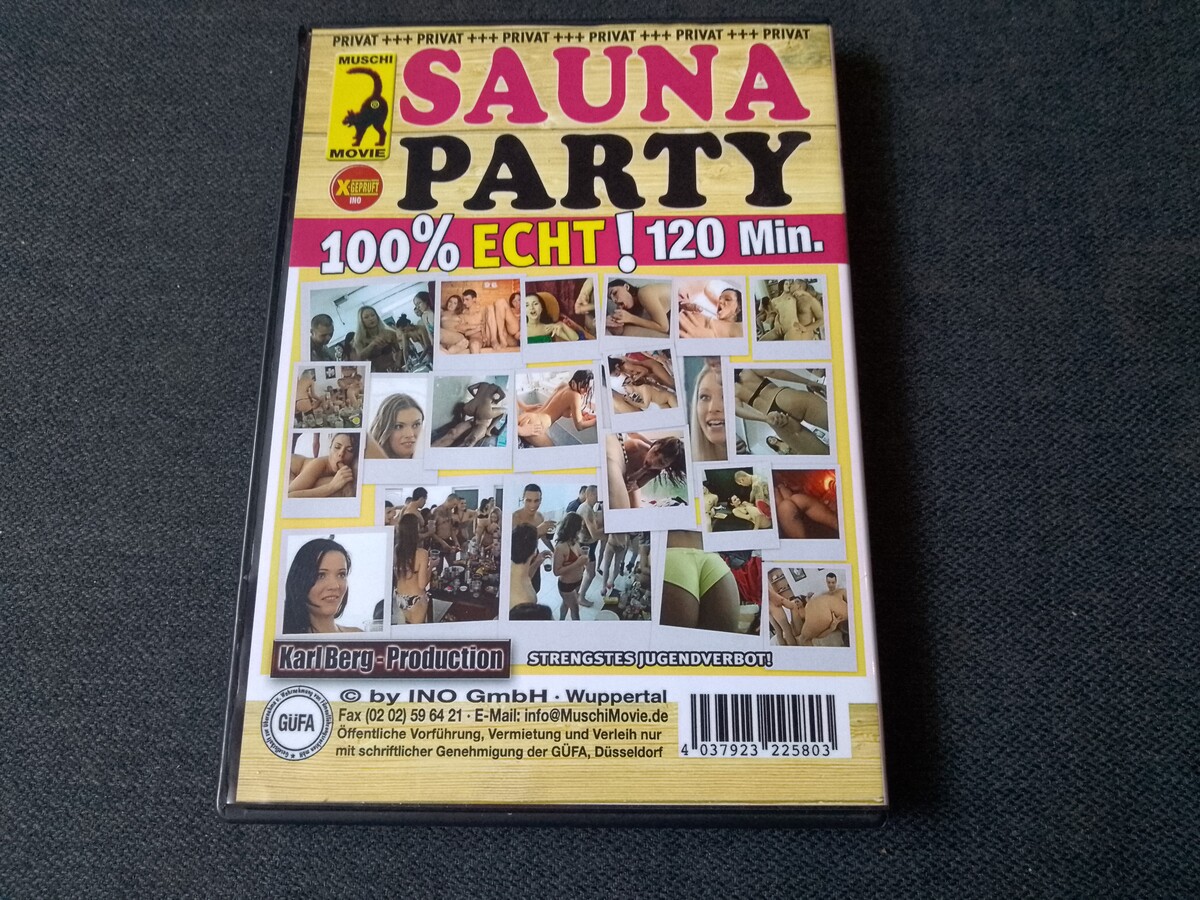 PRIVAT +++ PRIVAT +++ PRIVAT +++ PRIVAT +++ PRIVAT +++ PRIVAT
MUSCHI
MOVIE
SAUNA
PARTY
X-GEPRÜFT
INO
100% ECHT! 120 Min.
Karl Berg - Production
STRENGSTES JUGENDVERBOT!
GÜFA
© by INO GmbH · Wuppertal
Fax (02 02) 59 64 21 · E-Mail: info@MuschiMovie.de
Öffentliche Vorführung, Vermietung und Verleih nur
mit schriftlicher Genehmigung der GÜFA, Düsseldorf
4 037923 225803